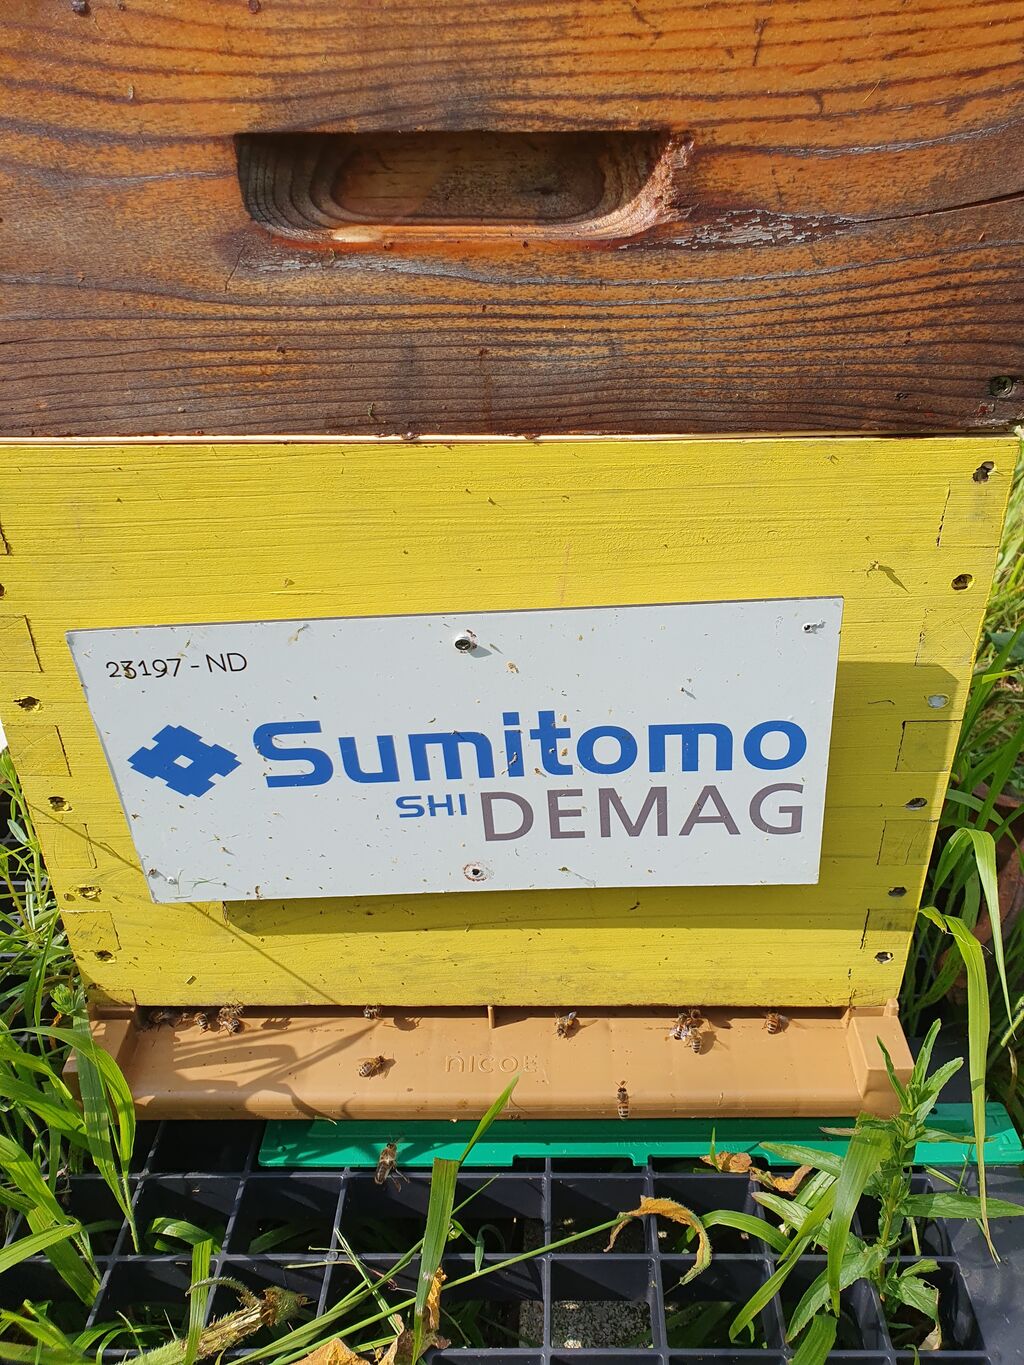 23197 - ND
Sumitomo
SHI DEMAG
nicot